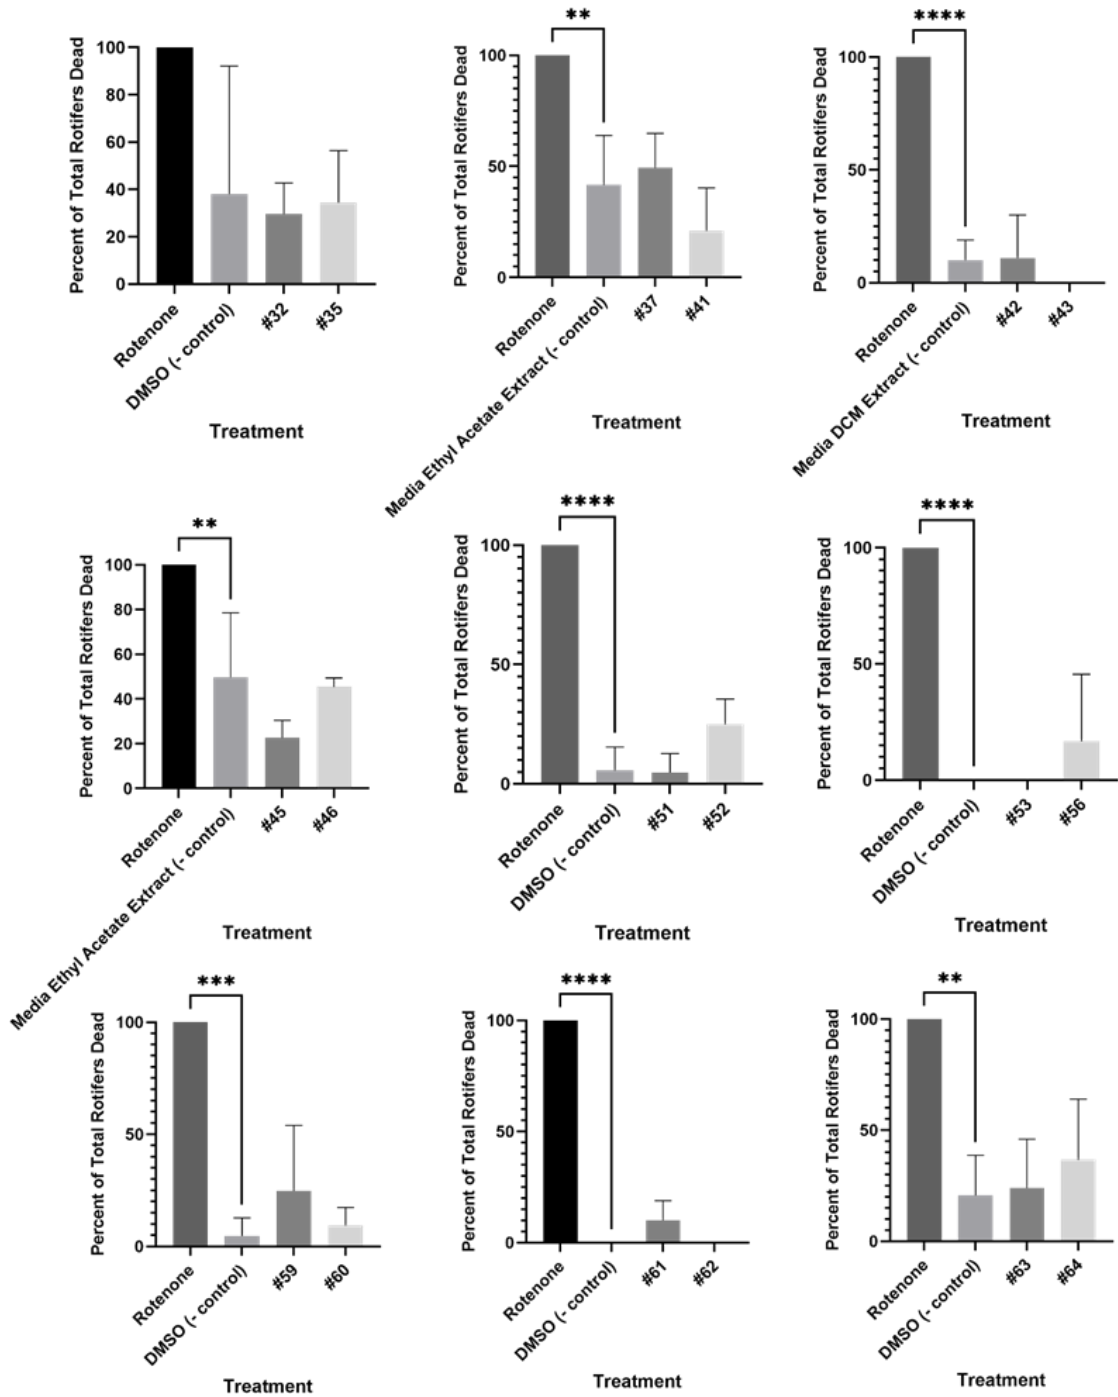 Percent of Total Rotifers Dead
100
80
60
40
20
0
Rotenone
DMSO (- control)
#32
#35
Treatment
**
Percent of Total Rotifers Dead
100
50
0
Rotenone
Media Ethyl Acetate Extract (- control)
#37
#41
Treatment
****
Percent of Total Rotifers Dead
100
50
0
Rotenone
Media DCM Extract (- control)
#42
#43
Treatment
**
Percent of Total Rotifers Dead
100
80
60
40
20
0
Rotenone
Media Ethyl Acetate Extract (- control)
#45
#46
Treatment
****
Percent of Total Rotifers Dead
100
50
0
Rotenone
DMSO (- control)
#51
#52
Treatment
****
Percent of Total Rotifers Dead
100
50
0
Rotenone
DMSO (- control)
#53
#56
Treatment
***
Percent of Total Rotifers Dead
100
50
0
Rotenone
DMSO (- control)
#59
#60
Treatment
****
Percent of Total Rotifers Dead
100
50
0
Rotenone
DMSO (- control)
#61
#62
Treatment
**
Percent of Total Rotifers Dead
100
50
0
Rotenone
DMSO (- control)
#63
#64
Treatment